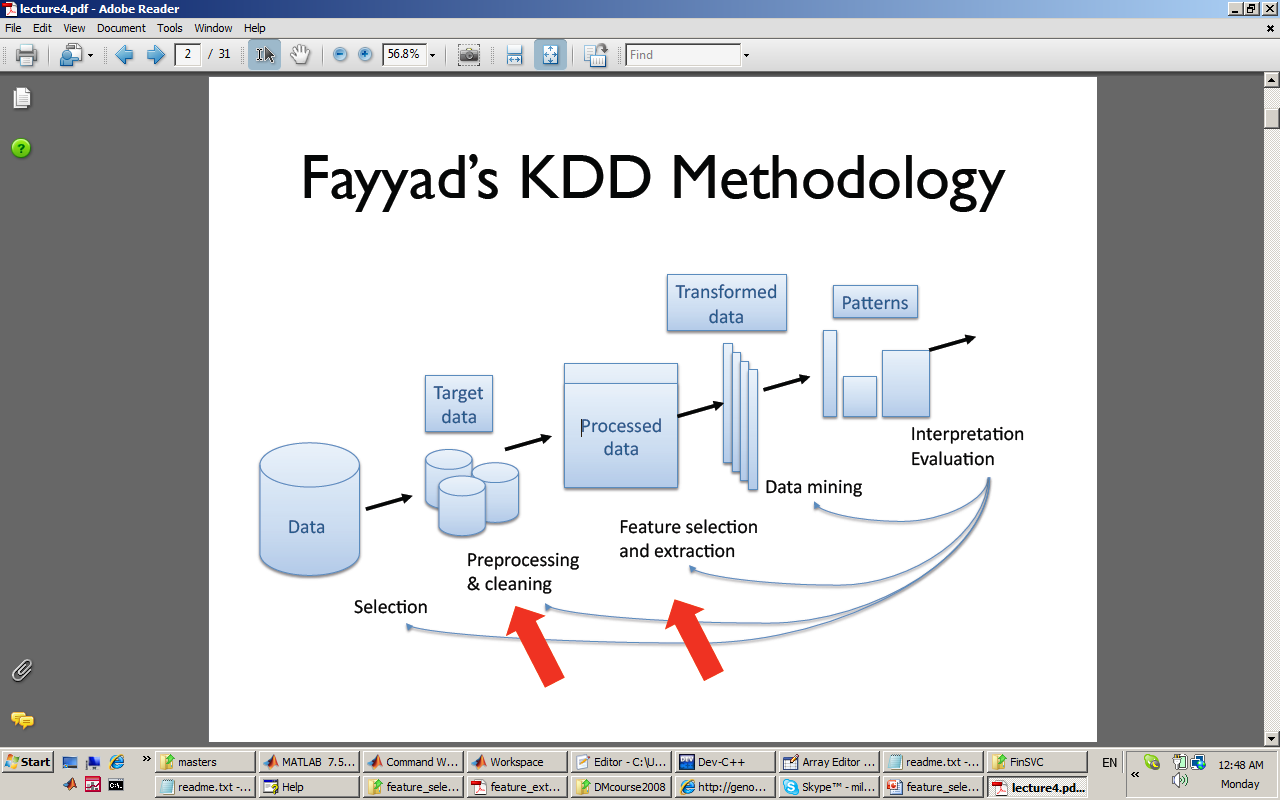 lecture4.pdf - Adobe Reader
File Edit View Document Tools Window Help
2 / 31 56.8% Find
Fayyad's KDD Methodology
Transformed
data
Patterns
Target
data
Processed
data
Interpretation
Evaluation
Data mining
Data
Feature selection
and extraction
Preprocessing
& cleaning
Selection
Start masters MATLAB 7.5... Command W... Workspace Editor - C:\U... Dev-C++ Array Editor ... readme.txt -... FinSVC EN 12:48 AM
readme.txt -... Help feature_sele... feature_ext... DMcourse2008 http://geno... Skype™ - mil... feature_sele... lecture4.pd... Monday